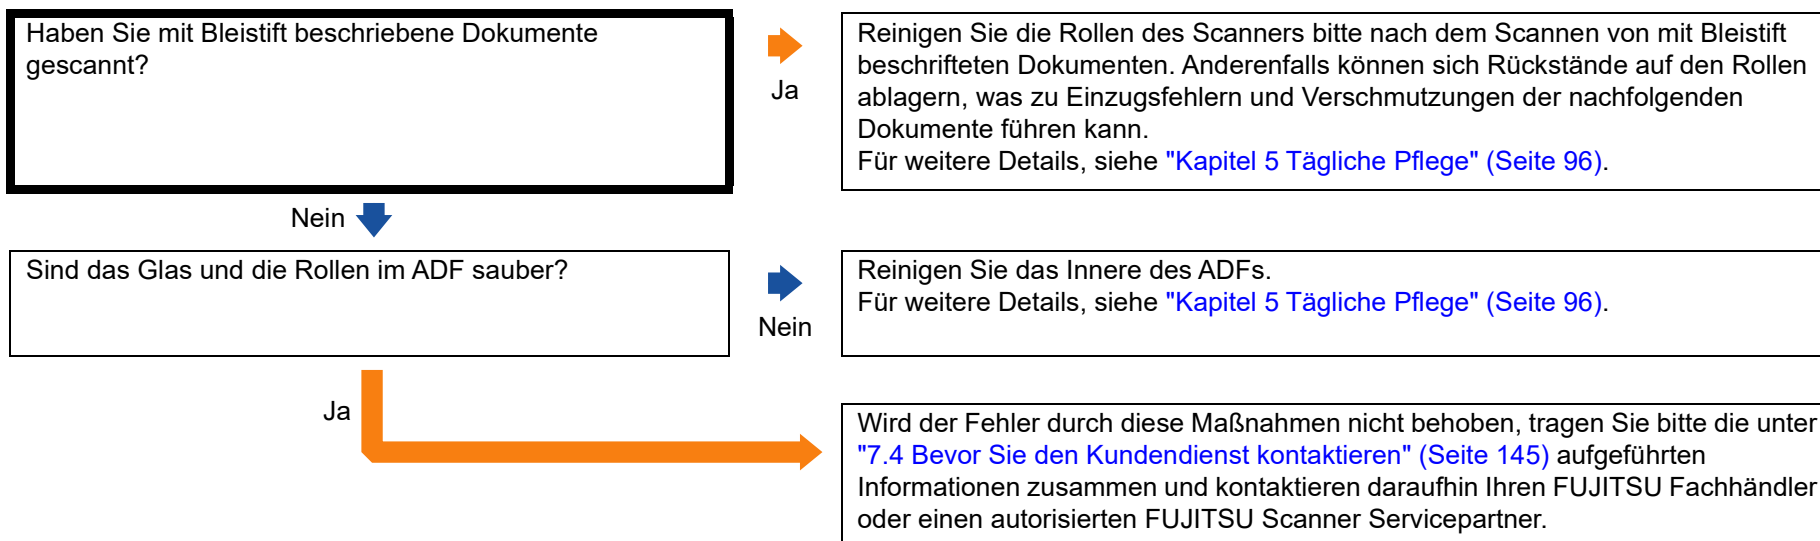 Haben Sie mit Bleistift beschriebene Dokumente
gescannt?
Ja
Reinigen Sie die Rollen des Scanners bitte nach dem Scannen von mit Bleistift
beschrifteten Dokumenten. Anderenfalls können sich Rückstände auf den Rollen
ablagern, was zu Einzugsfehlern und Verschmutzungen der nachfolgenden
Dokumente führen kann.
Für weitere Details, siehe "Kapitel 5 Tägliche Pflege" (Seite 96).
Nein
Sind das Glas und die Rollen im ADF sauber?
Nein
Reinigen Sie das Innere des ADFs.
Für weitere Details, siehe "Kapitel 5 Tägliche Pflege" (Seite 96).
Ja
Wird der Fehler durch diese Maßnahmen nicht behoben, tragen Sie bitte die unter
"7.4 Bevor Sie den Kundendienst kontaktieren" (Seite 145) aufgeführten
Informationen zusammen und kontaktieren daraufhin Ihren FUJITSU Fachhändler
oder einen autorisierten FUJITSU Scanner Servicepartner.